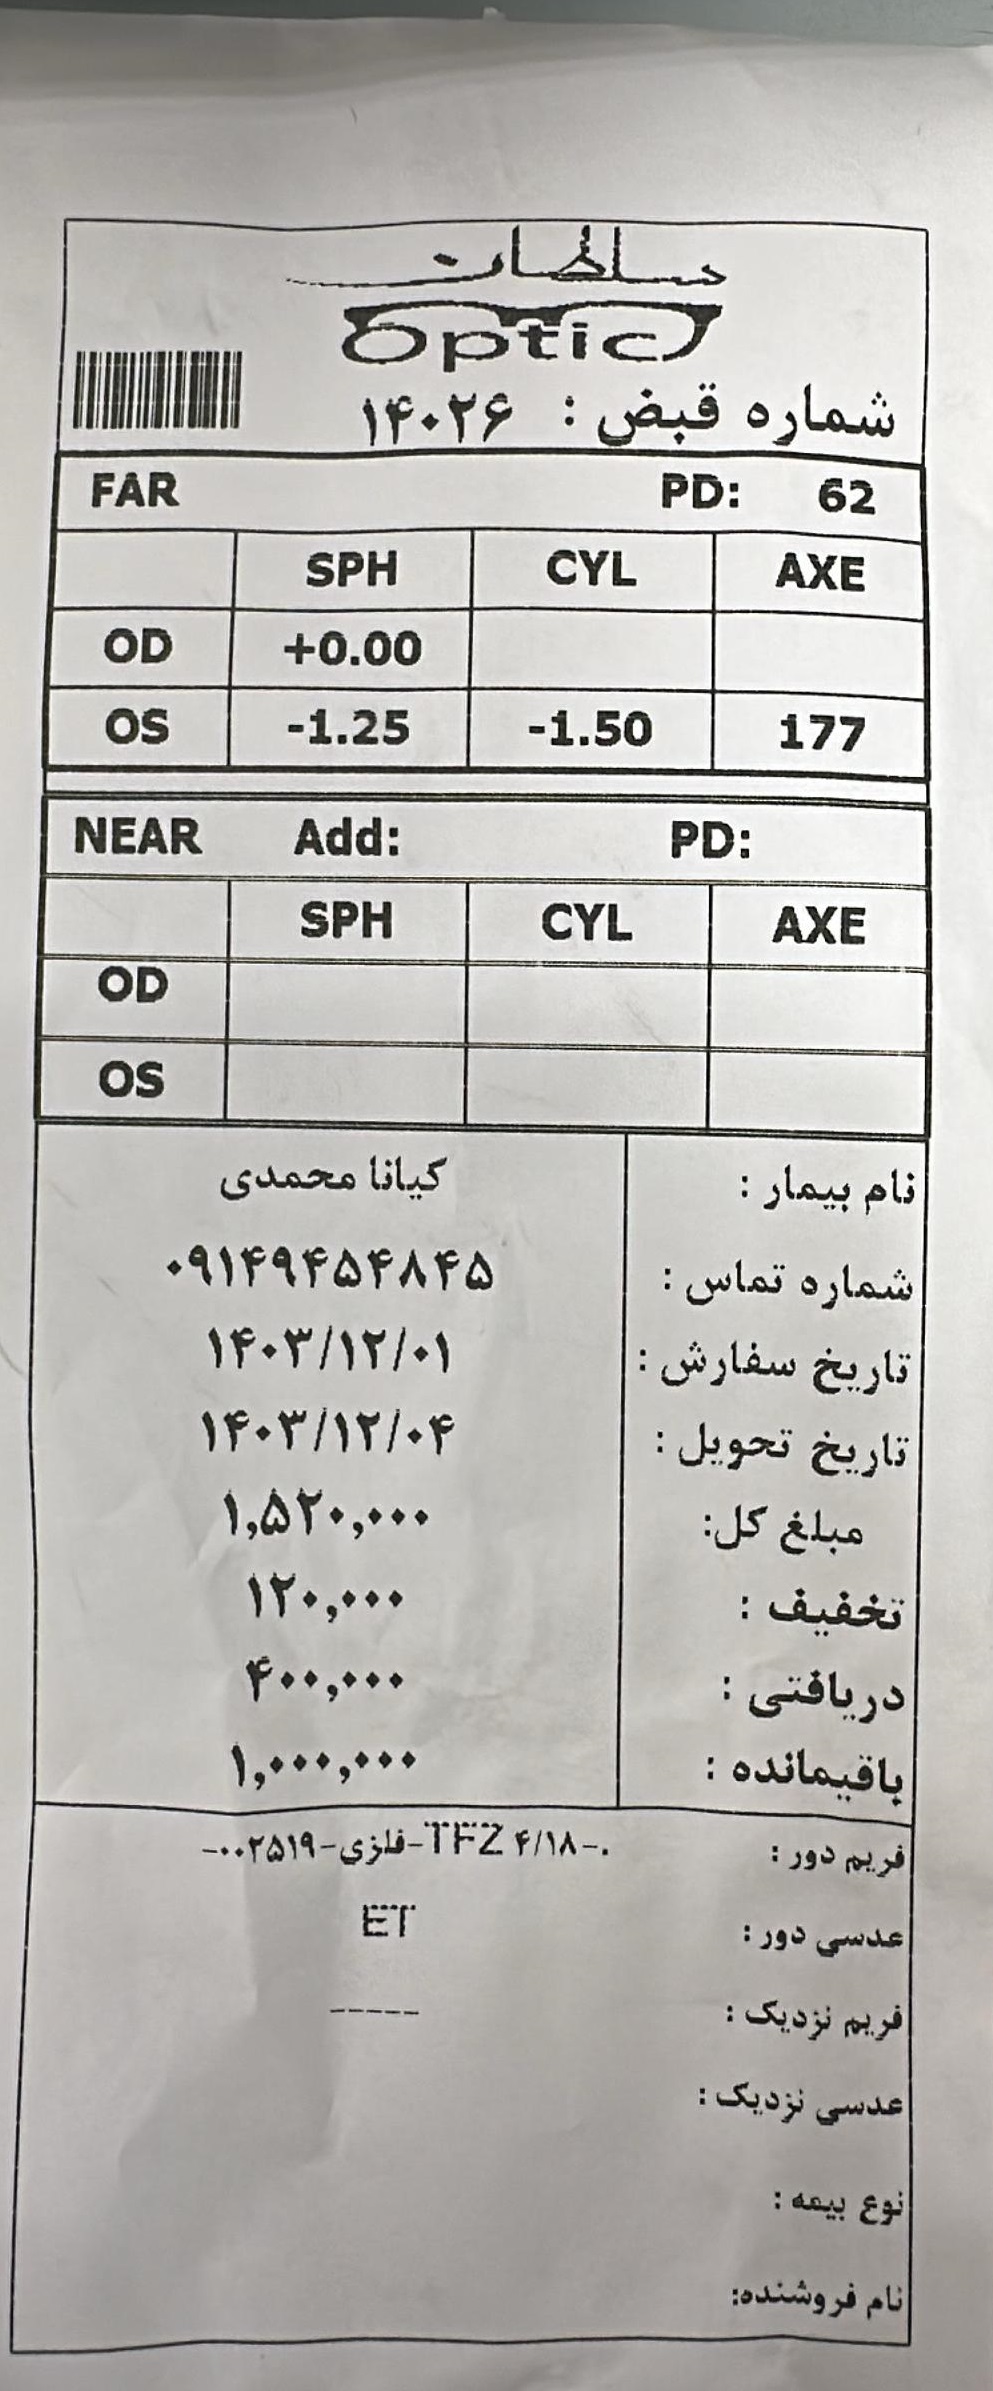 سلطان
Optic
شماره قبض : ۱۴۰۲۶
FAR PD: 62
SPH CYL AXE
OD +0.00
OS -1.25 -1.50 177
NEAR Add: PD:
SPH CYL AXE
OD
OS
نام بیمار : کیانا محمدی
شماره تماس : ۰۹۱۴۹۴۵۴۸۴۵
تاریخ سفارش : ۱۴۰۳/۱۲/۰۱
تاریخ تحویل : ۱۴۰۳/۱۲/۰۴
مبلغ کل: ۱,۵۲۰,۰۰۰
تخفیف : ۱۲۰,۰۰۰
دریافتی : ۴۰۰,۰۰۰
باقیمانده : ۱,۰۰۰,۰۰۰
فریم دور : .-۴/۱۸ TFZ-فلزی-۰۰۲۵۱۹-
عدسی دور : ET
فریم نزدیک : -----
عدسی نزدیک :
نوع بیمه :
نام فروشنده: